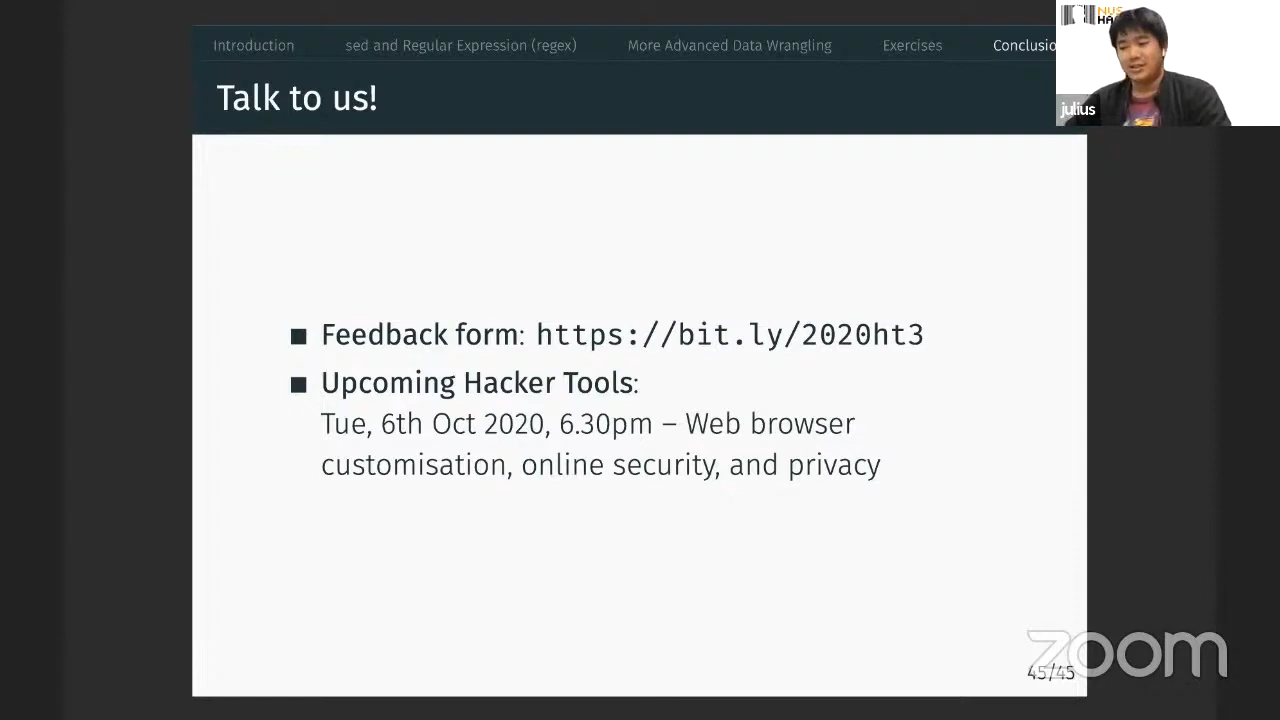 Introduction sed and Regular Expression (regex) More Advanced Data Wrangling Exercises Conclusio
NUS
HA
julius
Talk to us!
■ Feedback form: https://bit.ly/2020ht3
■ Upcoming Hacker Tools:
Tue, 6th Oct 2020, 6.30pm – Web browser
customisation, online security, and privacy
zoom
45/45